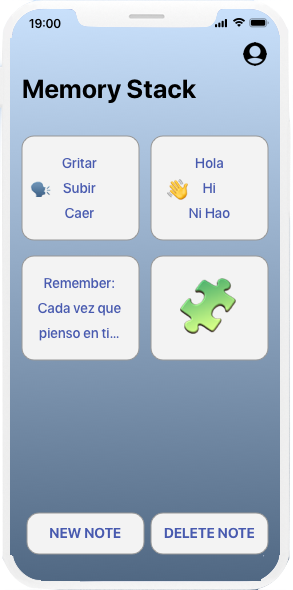 19:00
Memory Stack
Gritar
Subir
Caer
Hola
Hi
Ni Hao
Remember:
Cada vez que
pienso en ti...
NEW NOTE
DELETE NOTE